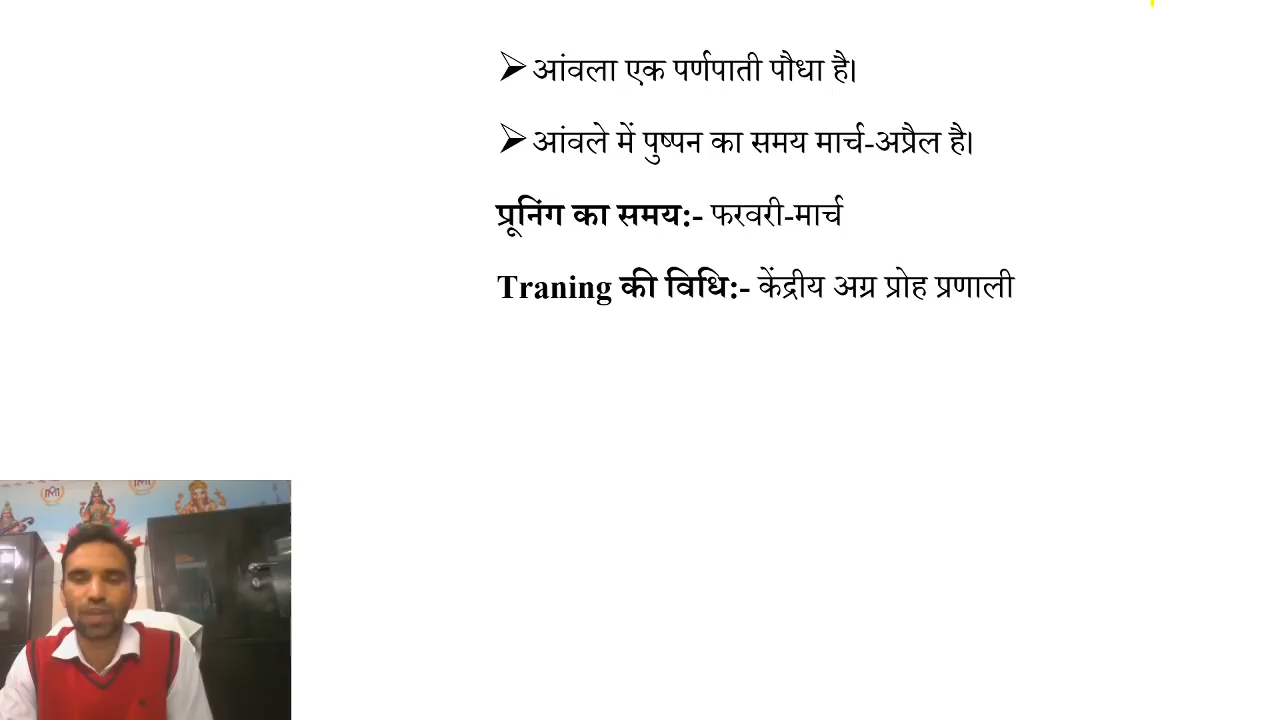 ➢ आंवला एक पर्णपाती पौधा है।
➢ आंवले में पुष्पन का समय मार्च-अप्रैल है।
प्रूनिंग का समय:- फरवरी-मार्च
Traning की विधि:- केंद्रीय अग्र प्रोह प्रणाली